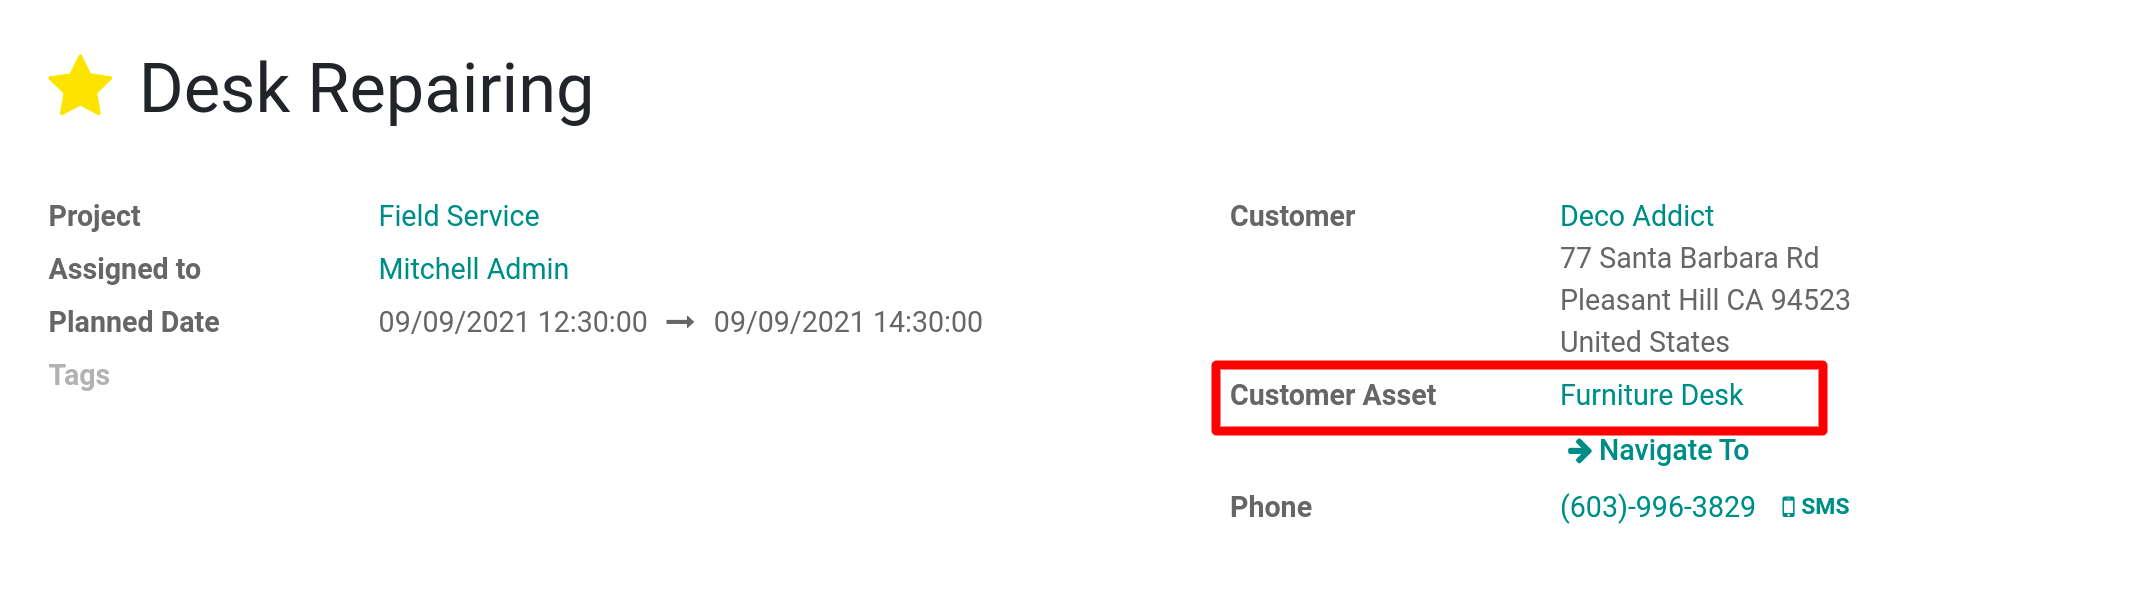 Desk Repairing
Project Field Service
Assigned to Mitchell Admin
Planned Date 09/09/2021 12:30:00 → 09/09/2021 14:30:00
Tags
Customer Deco Addict
77 Santa Barbara Rd
Pleasant Hill CA 94523
United States
Customer Asset Furniture Desk
Navigate To
Phone (603)-996-3829 SMS